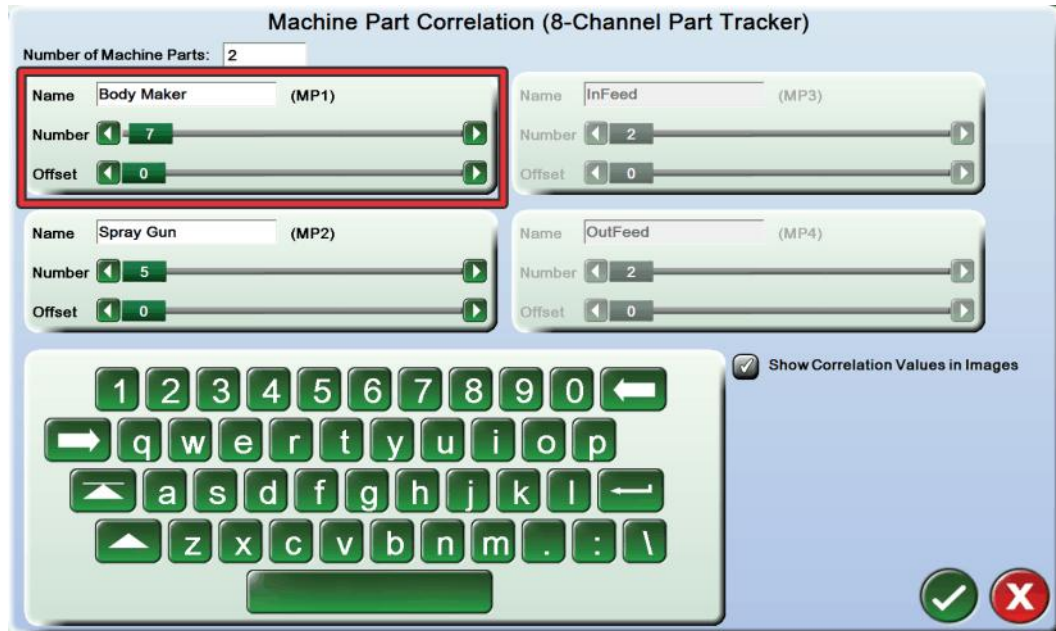 Machine Part Correlation (8-Channel Part Tracker)
Number of Machine Parts: 2
Name Body Maker (MP1)
Number 7
Offset 0
Name InFeed (MP3)
Number 2
Offset 0
Name Spray Gun (MP2)
Number 5
Offset 0
Name OutFeed (MP4)
Number 2
Offset 0
Show Correlation Values in Images
1 2 3 4 5 6 7 8 9 0
q w e r t y u i o p
a s d f g h j k l
z x c v b n m . : \
X